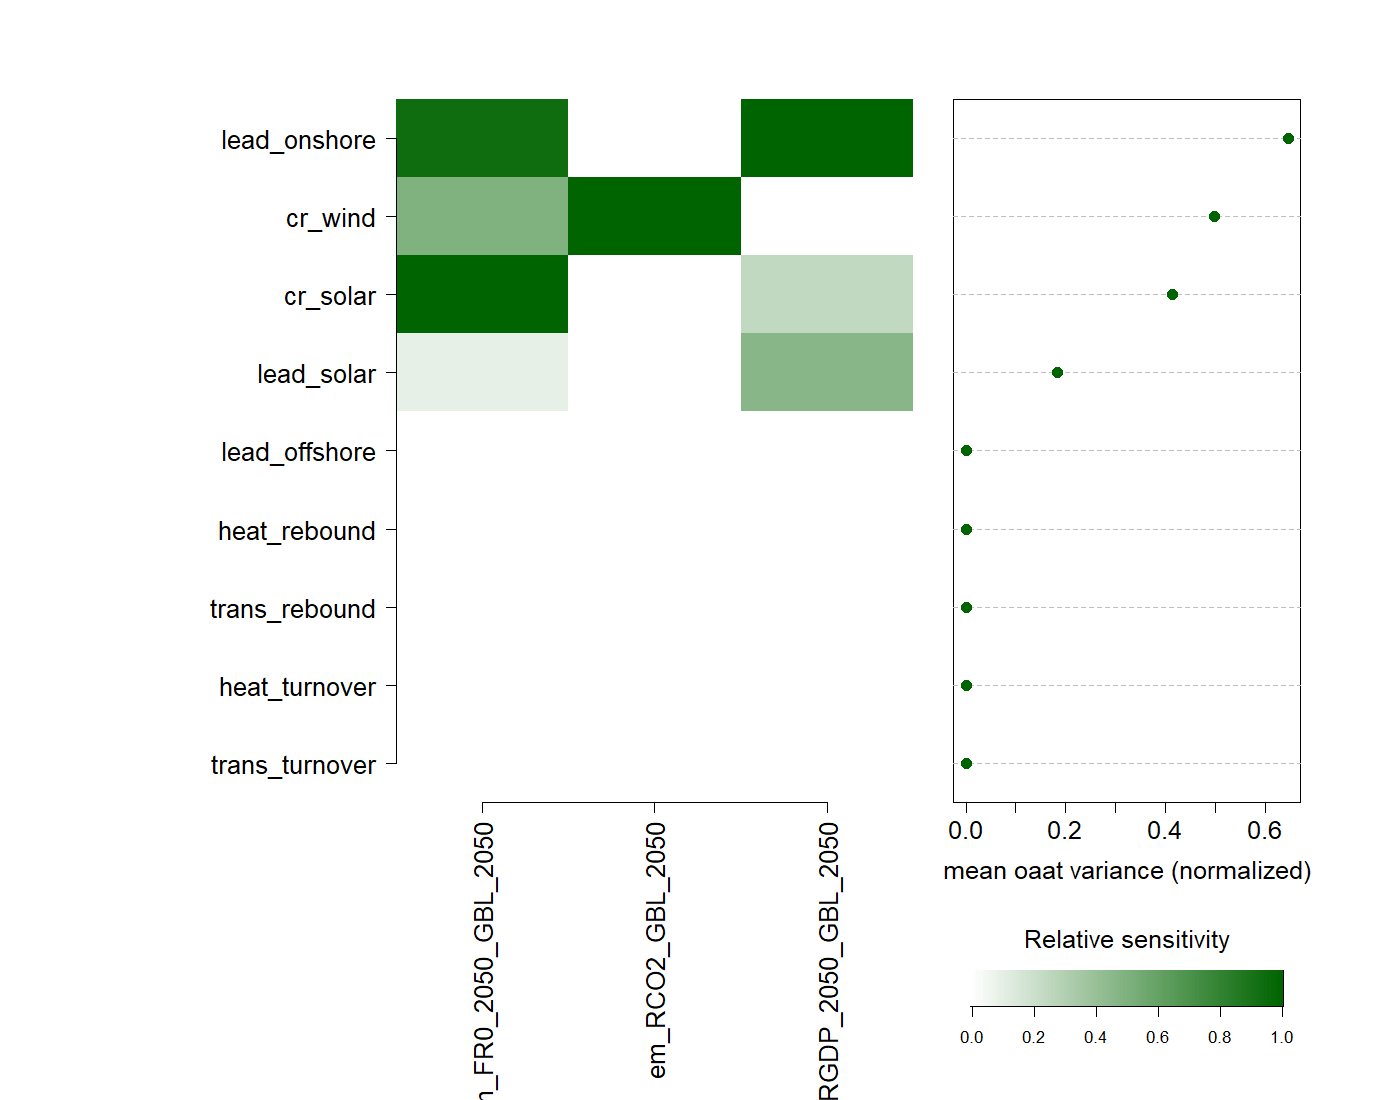 lead_onshore
cr_wind
cr_solar
lead_solar
lead_offshore
heat_rebound
trans_rebound
heat_turnover
trans_turnover
_FR0_2050_GBL_2050
em_RCO2_GBL_2050
RGDP_2050_GBL_2050
0.0 0.2 0.4 0.6
mean oaat variance (normalized)
Relative sensitivity
0.0 0.2 0.4 0.6 0.8 1.0